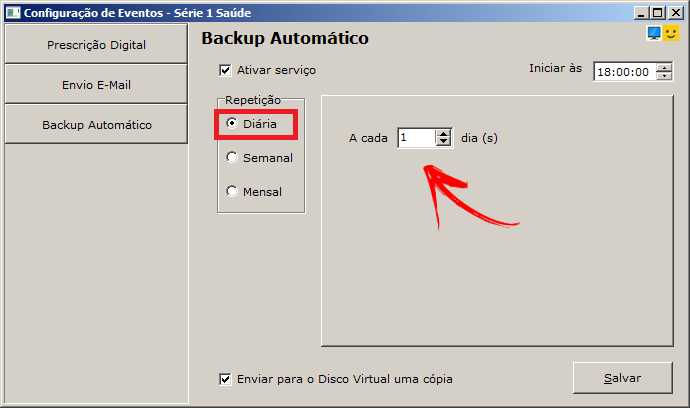 Configuração de Eventos - Série 1 Saúde
Prescrição Digital
Envio E-Mail
Backup Automático
Backup Automático
Ativar serviço
Iniciar às 18:00:00
Repetição
Diária
Semanal
Mensal
A cada 1 dia (s)
Enviar para o Disco Virtual uma cópia
Salvar